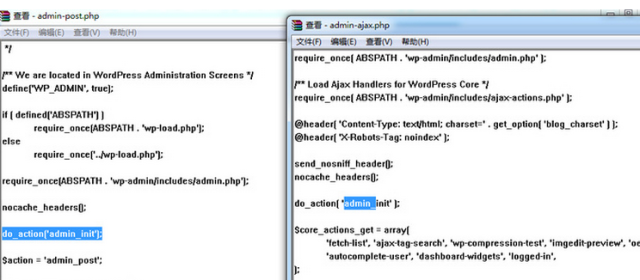 查看 - admin-post.php
文件(F) 编辑(E) 查看(V) 帮助(H)
*/
/** We are located in WordPress Administration Screens */
define('WP_ADMIN', true);
if ( defined('ABSPATH') )
require_once(ABSPATH . 'wp-load.php');
else
require_once('../wp-load.php');
require_once(ABSPATH . 'wp-admin/includes/admin.php');
nocache_headers();
do_action('admin_init');
$action = 'admin_post';
查看 - admin-ajax.php
文件(F) 编辑(E) 查看(V) 帮助(H)
require_once( ABSPATH . 'wp-admin/includes/admin.php' );
/** Load Ajax Handlers for WordPress Core */
require_once( ABSPATH . 'wp-admin/includes/ajax-actions.php' );
@header( 'Content-Type: text/html; charset=' . get_option( 'blog_charset' ) );
@header( 'X-Robots-Tag: noindex' );
send_nosniff_header();
nocache_headers();
do_action( 'admin_init' );
$core_actions_get = array(
'fetch-list', 'ajax-tag-search', 'wp-compression-test', 'imgedit-preview', 'oe
'autocomplete-user', 'dashboard-widgets', 'logged-in',
);